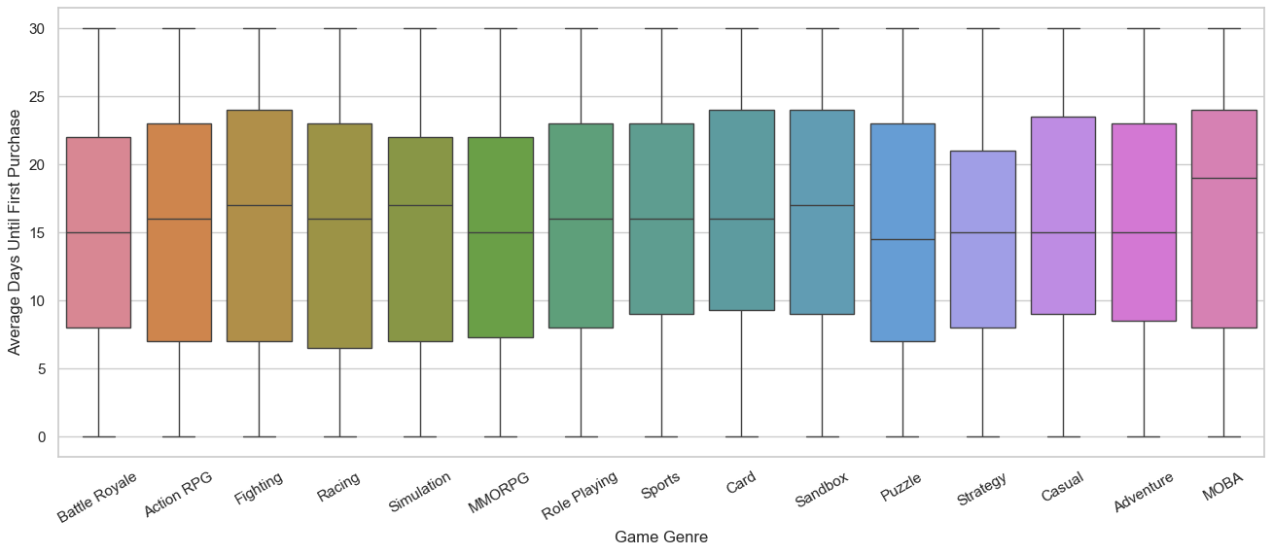 Average Days Until First Purchase
30
25
20
15
10
5
0
Battle Royale
Action RPG
Fighting
Racing
Simulation
MMORPG
Role Playing
Sports
Card
Sandbox
Puzzle
Strategy
Casual
Adventure
MOBA
Game Genre